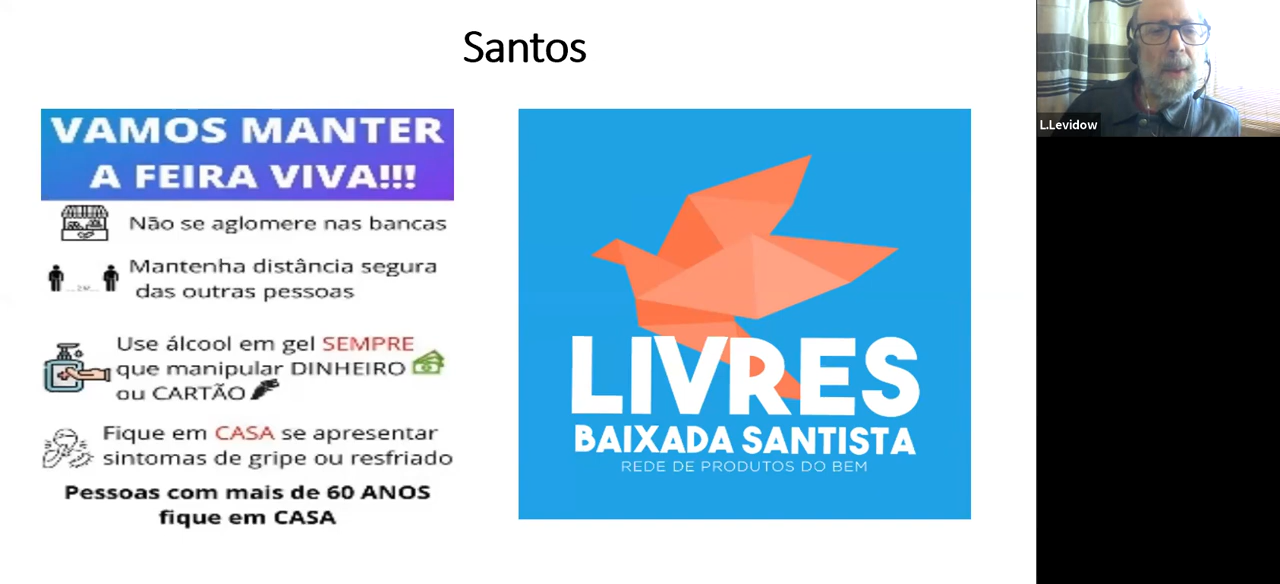 Santos
VAMOS MANTER
A FEIRA VIVA!!!
Não se aglomere nas bancas
Mantenha distância segura
das outras pessoas
Use álcool em gel SEMPRE
que manipular DINHEIRO
ou CARTÃO
Fique em CASA se apresentar
sintomas de gripe ou resfriado
Pessoas com mais de 60 ANOS
fique em CASA
LIVRES
BAIXADA SANTISTA
REDE DE PRODUTOS DO BEM
L.Levidow